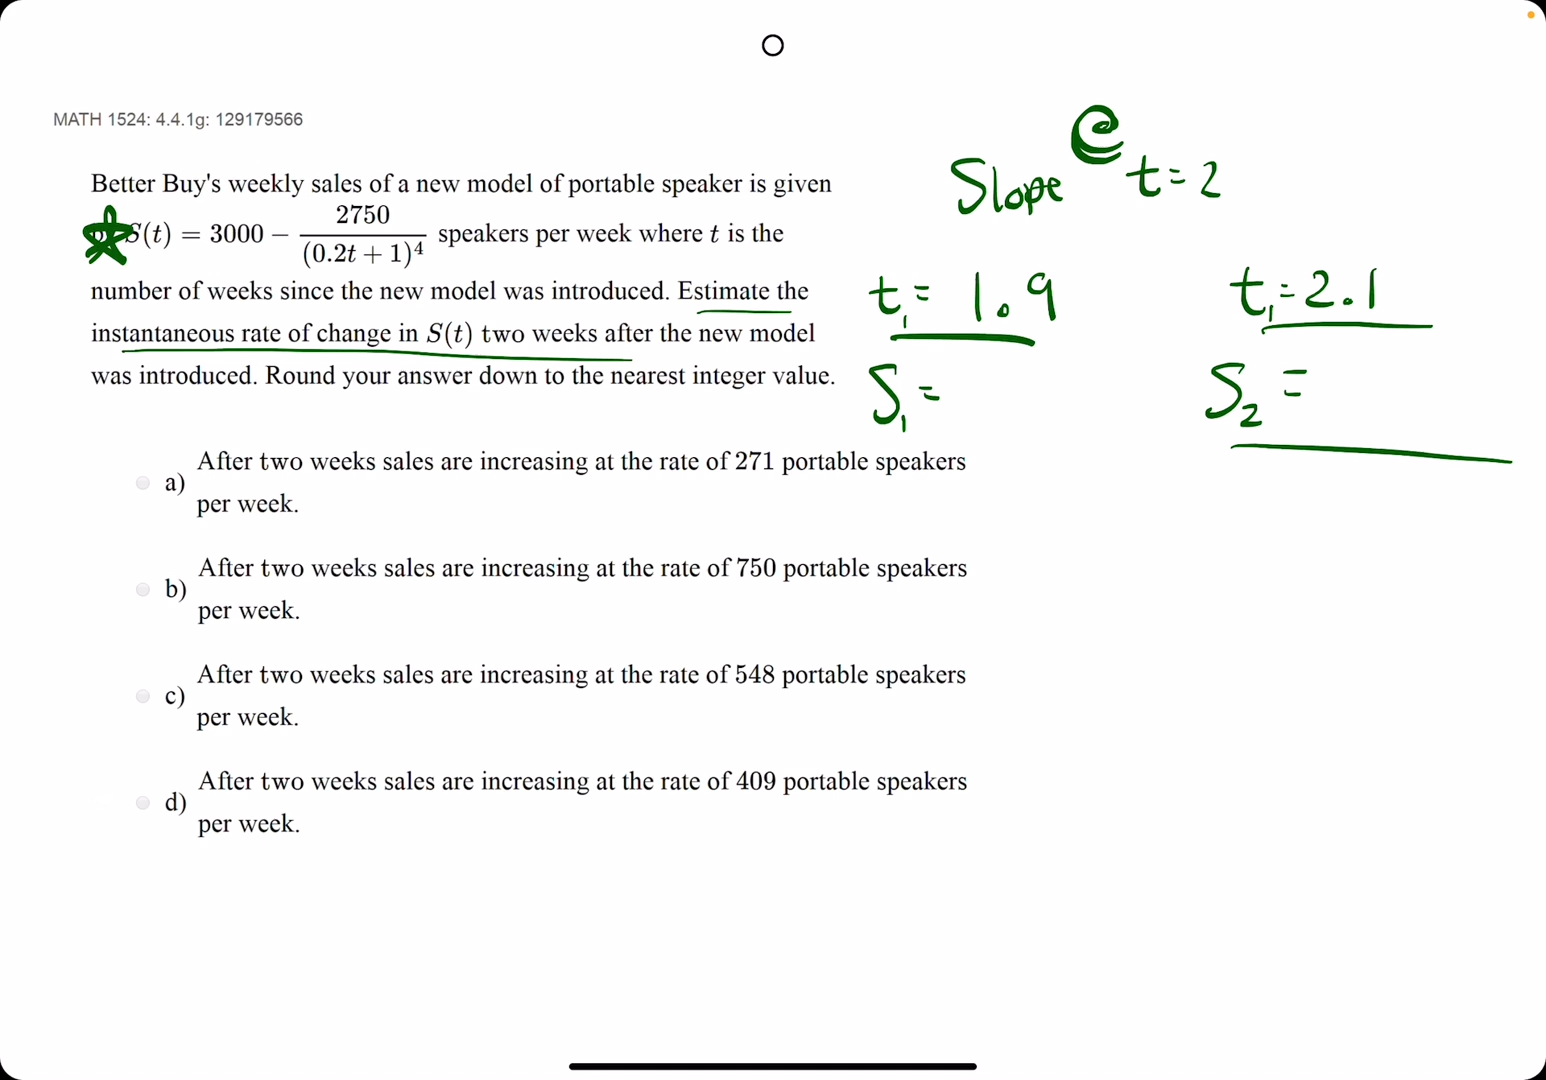 MATH 1524: 4.4.1g: 129179566
Slope @ t=2
Better Buy's weekly sales of a new model of portable speaker is given
S(t) = 3000 − 2750/(0.2t + 1)^4 speakers per week where t is the
number of weeks since the new model was introduced. Estimate the
instantaneous rate of change in S(t) two weeks after the new model
was introduced. Round your answer down to the nearest integer value.
t₁= 1.9
t₁=2.1
S₁=
S₂ =
a) After two weeks sales are increasing at the rate of 271 portable speakers
per week.
b) After two weeks sales are increasing at the rate of 750 portable speakers
per week.
c) After two weeks sales are increasing at the rate of 548 portable speakers
per week.
d) After two weeks sales are increasing at the rate of 409 portable speakers
per week.